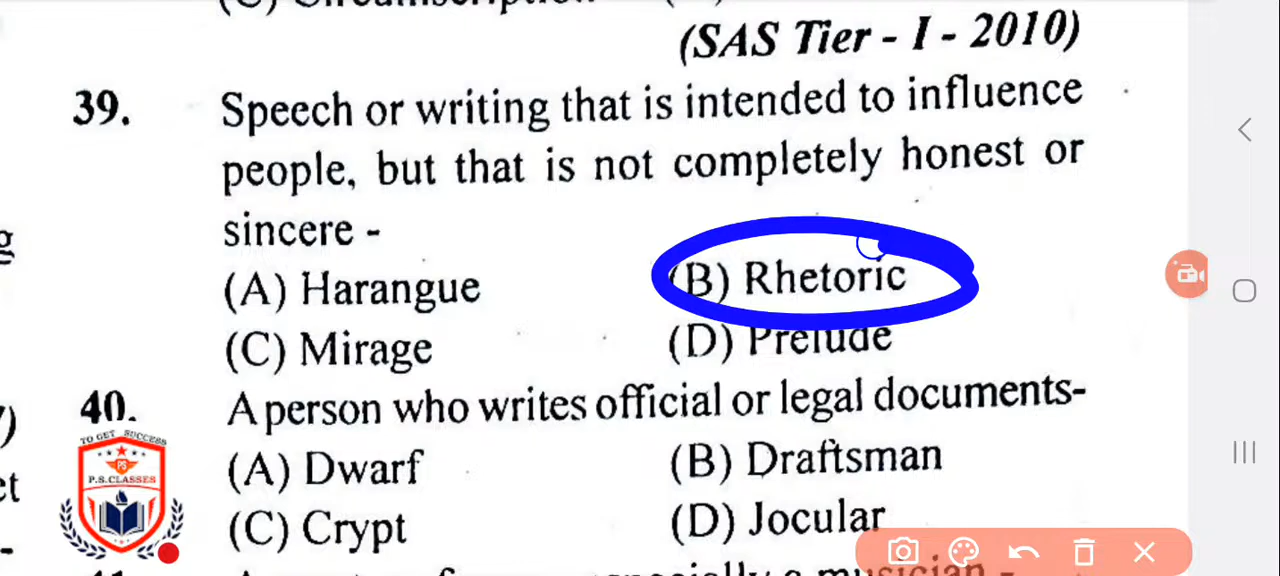 (SAS Tier - I - 2010)
39. Speech or writing that is intended to influence
people, but that is not completely honest or
sincere -
(A) Harangue (B) Rhetoric
(C) Mirage (D) Prelude
40. A person who writes official or legal documents-
TO GET SUCCESS
PS
P.S.CLASSES
(A) Dwarf (B) Draftsman
(C) Crypt (D) Jocular